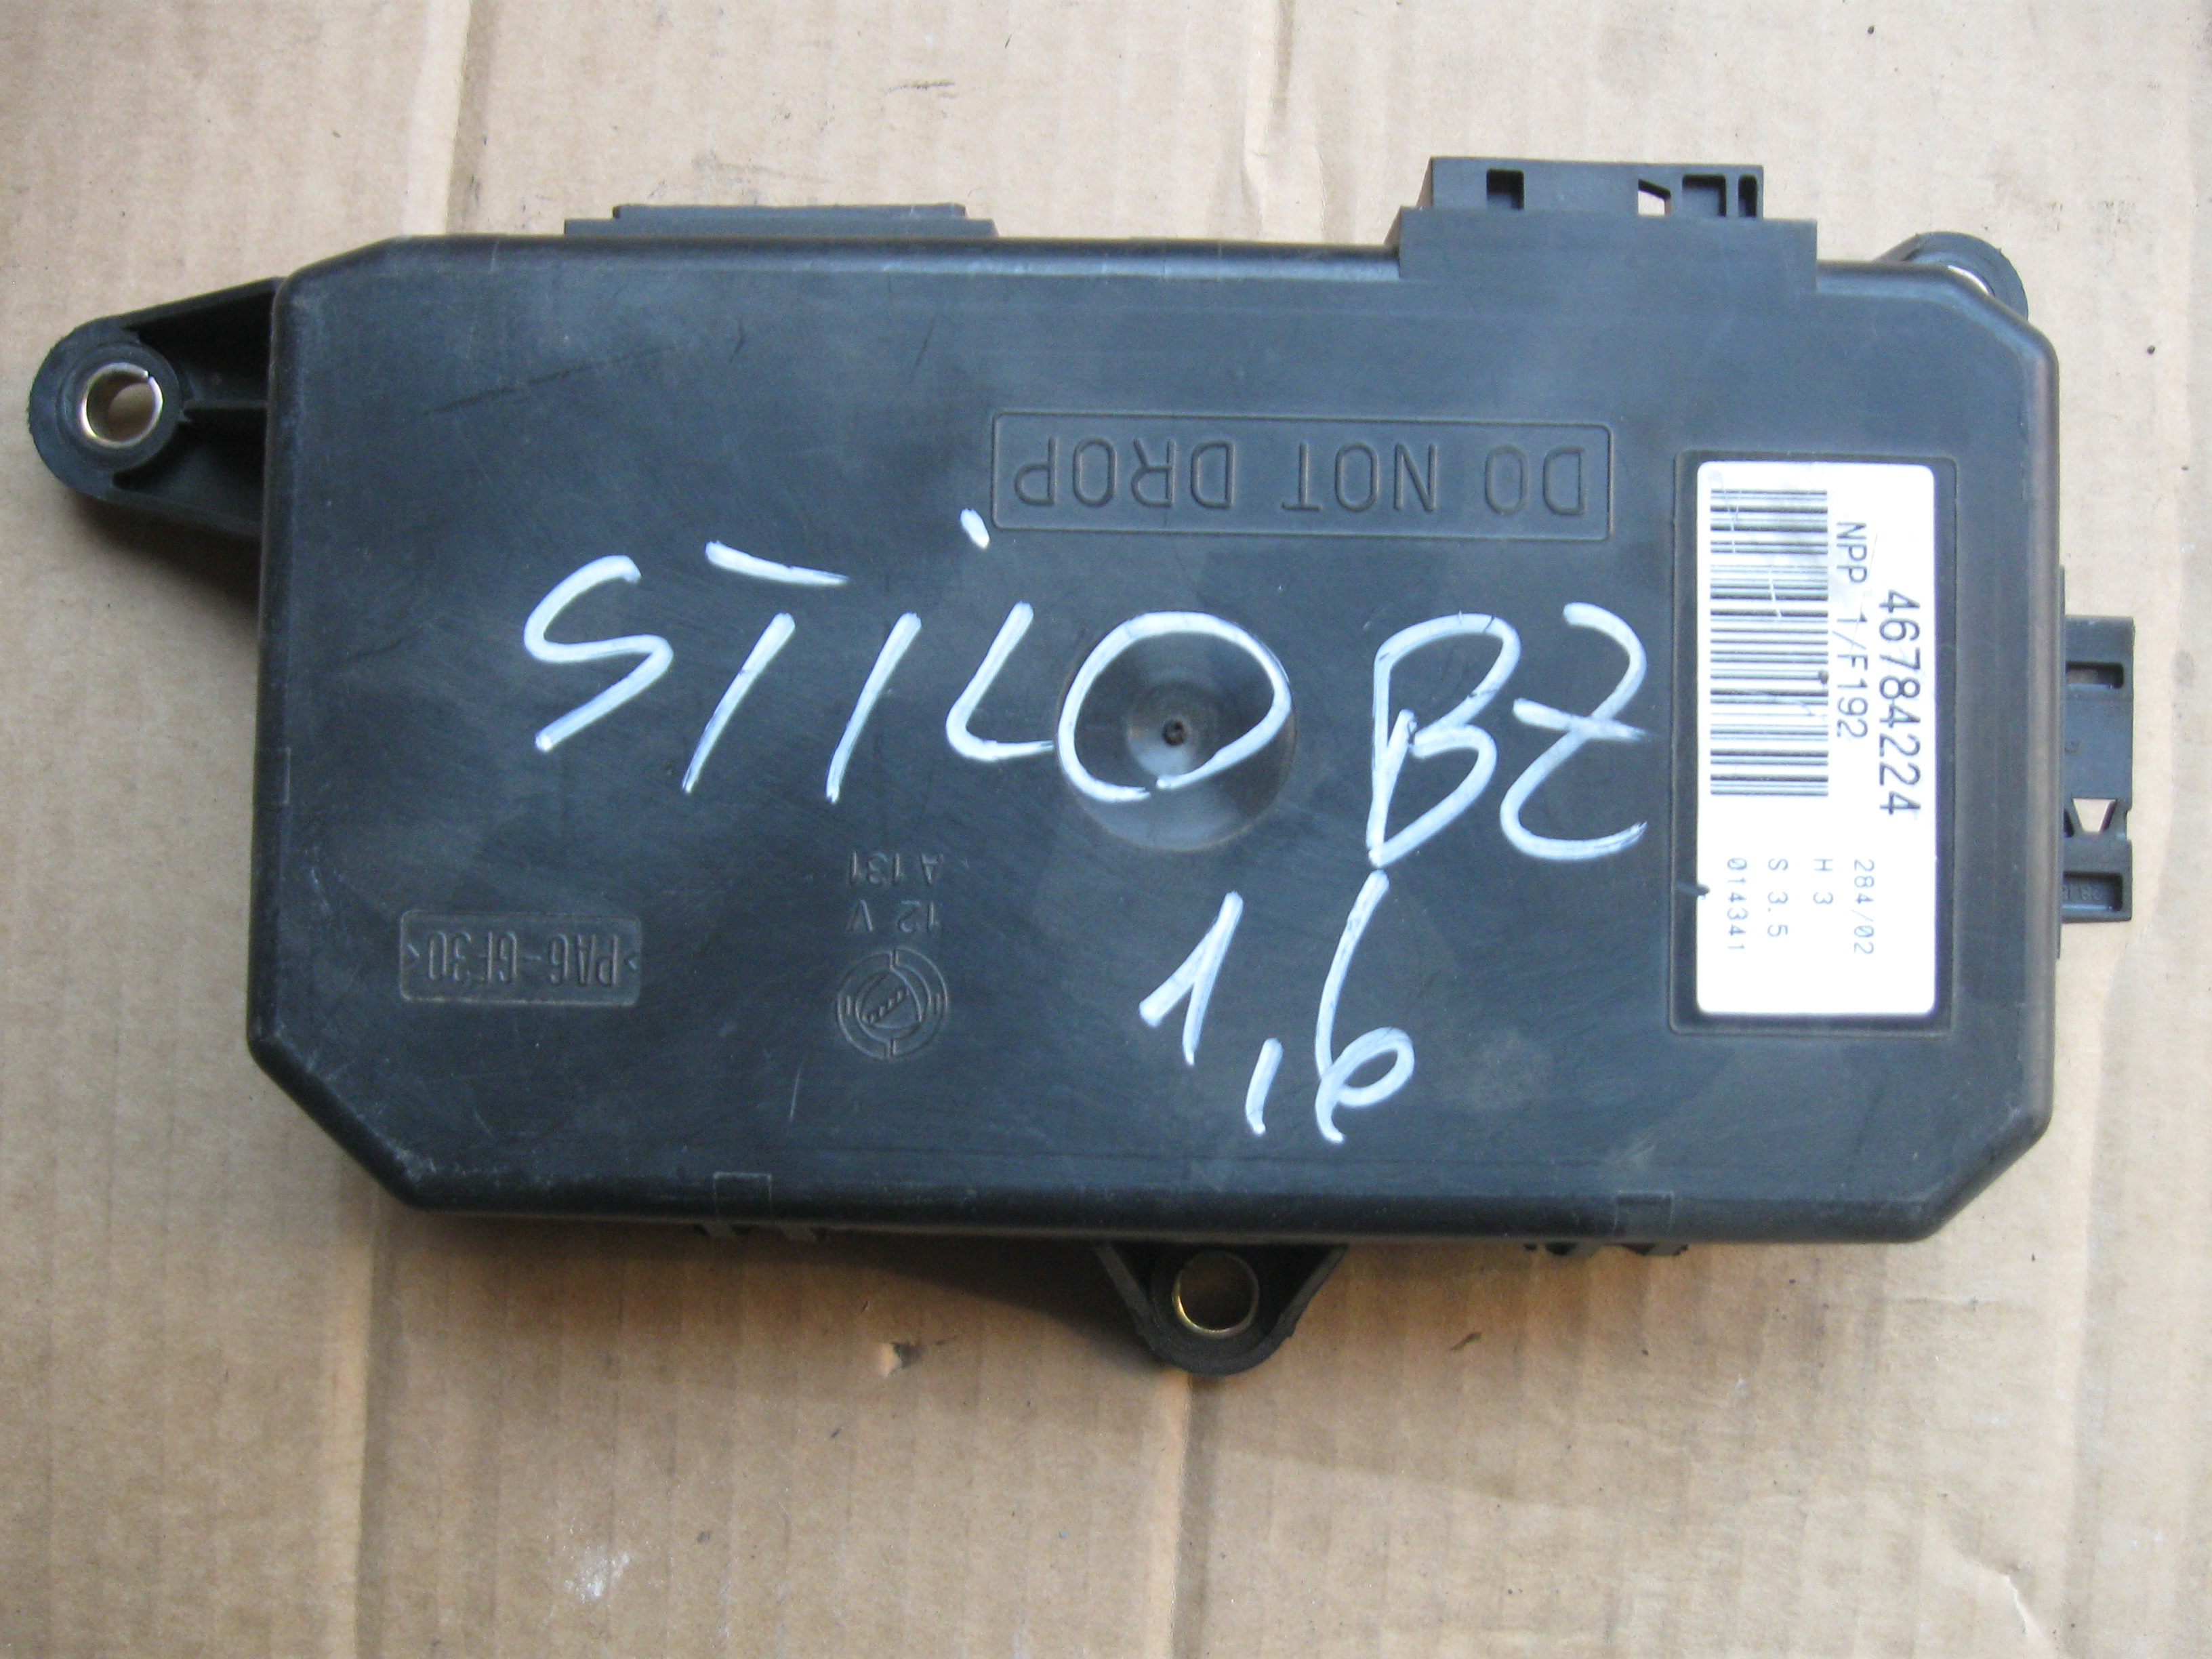 DO NOT DROP
STILO BZ
1,6
46784224
NPP 1/F192
284/02
H 3
S 3.5
014341
A 131
12 V
>PA6-GF30<